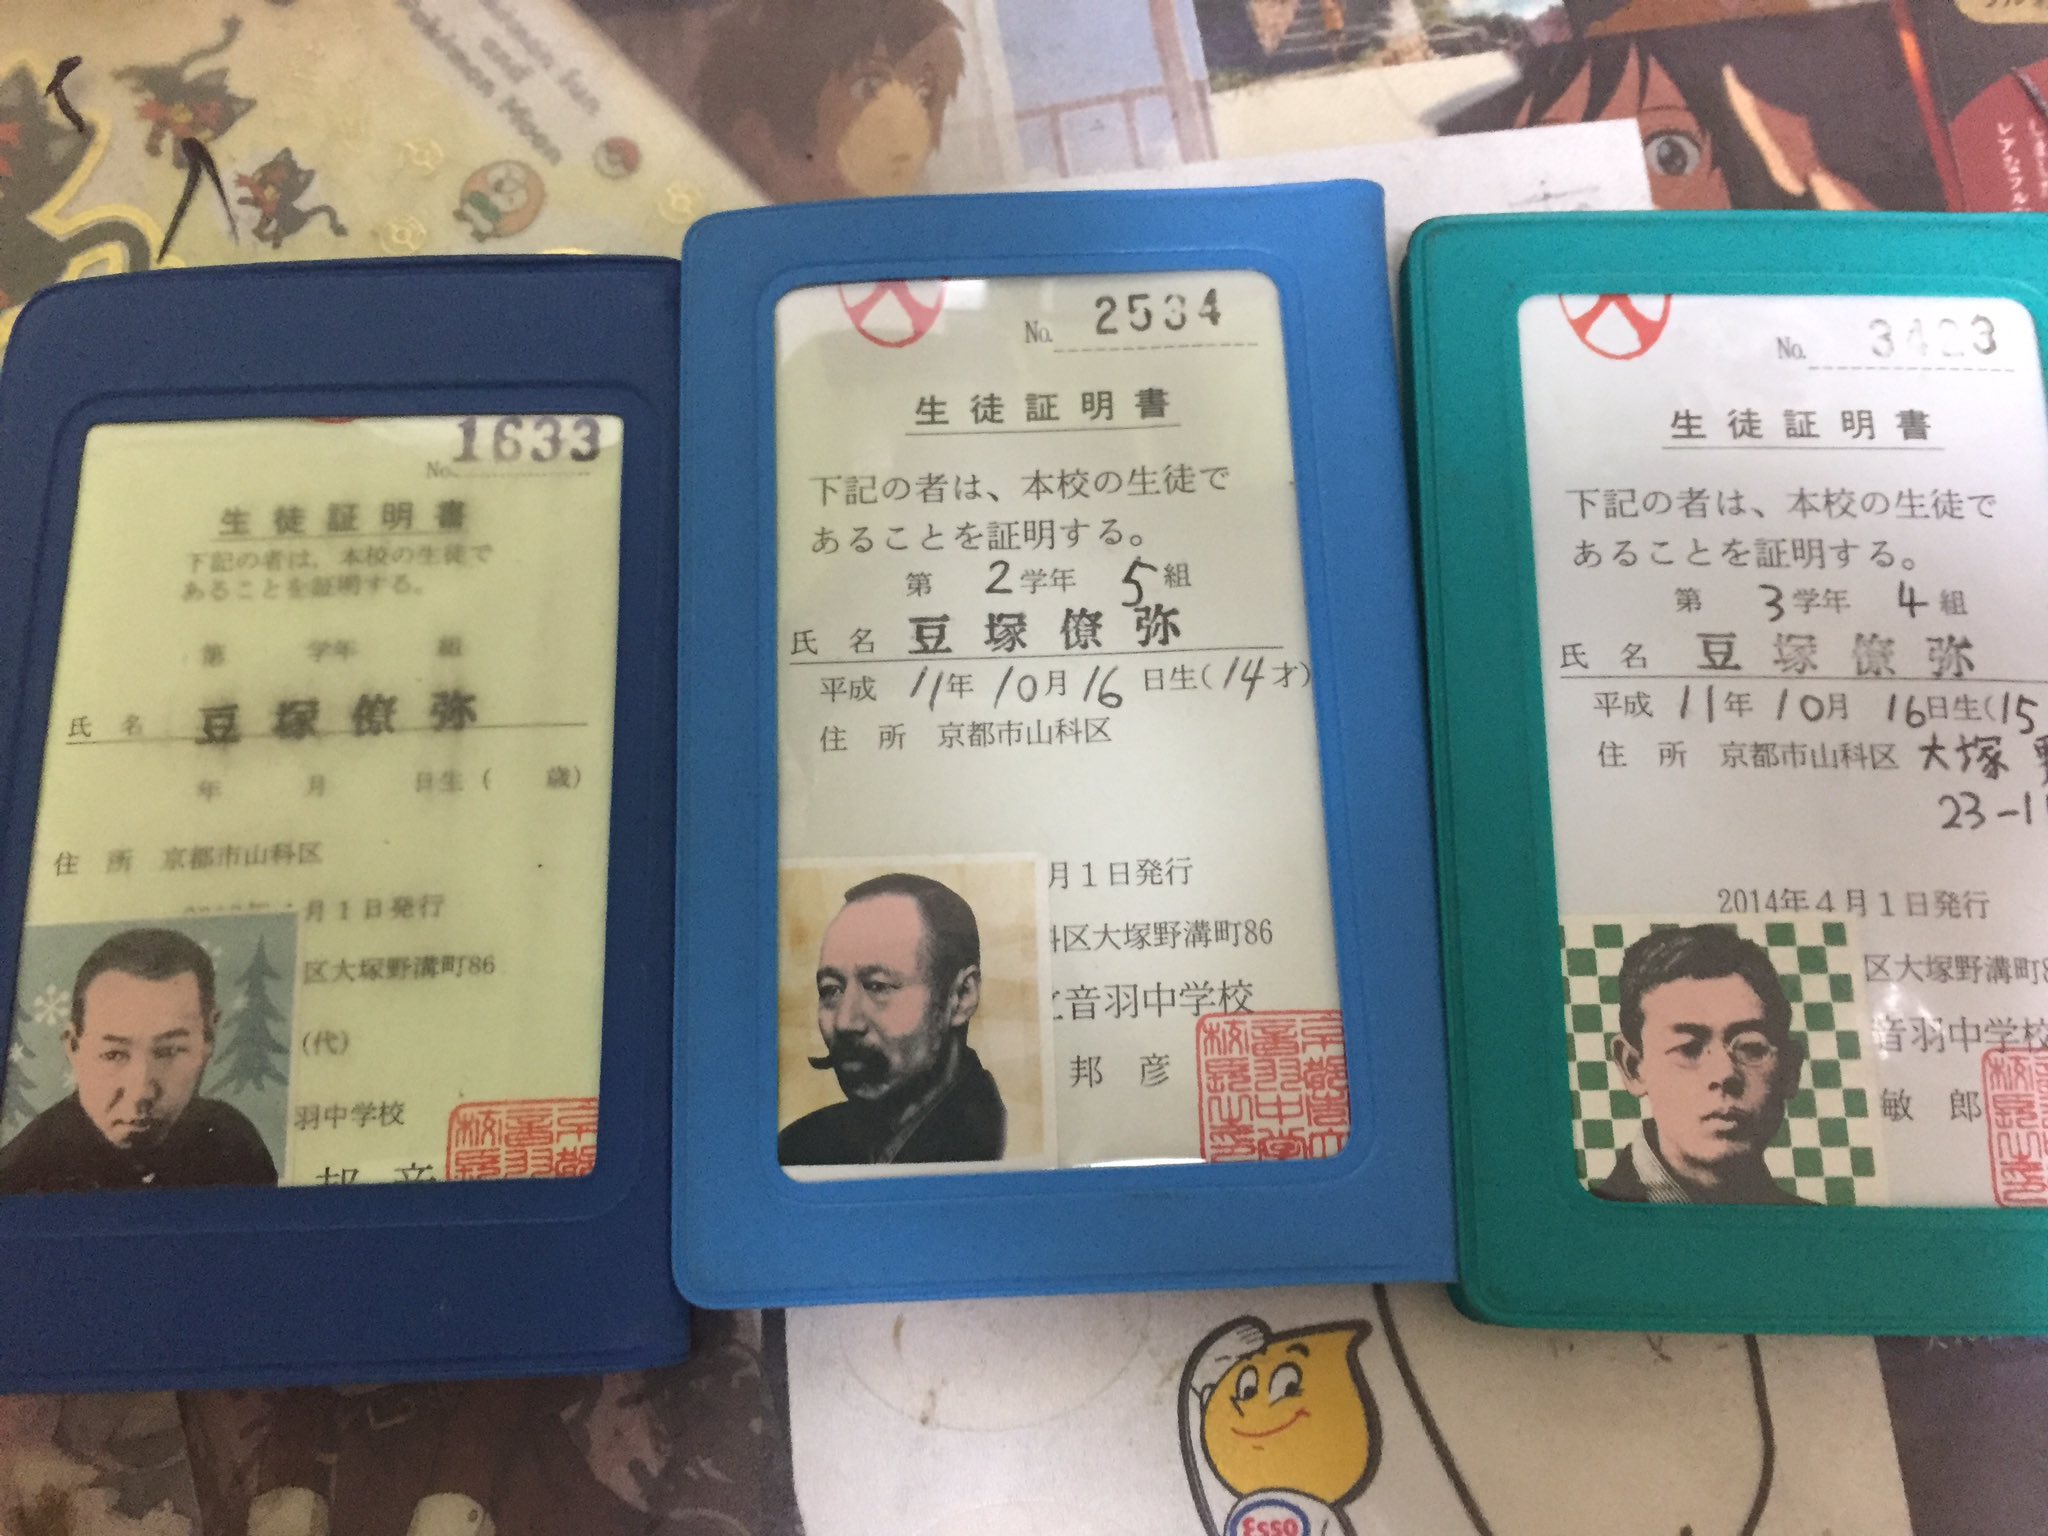 Pokémon Sun
and
Pokémon Moon
No. 1633
生徒証明書
下記の者は、本校の生徒で
あることを証明する。
第 学年 組
氏名 豆塚僚弥
年 月 日生( 歳)
住所 京都市山科区
月1日発行
区大塚野溝町86
(代)
羽中学校
No. 2534
生徒証明書
下記の者は、本校の生徒で
あることを証明する。
第 2学年 5組
氏名 豆塚僚弥
平成 11年 10月 16日生(14才)
住所 京都市山科区
月1日発行
区大塚野溝町86
音羽中学校
邦彦
No. 3423
生徒証明書
下記の者は、本校の生徒で
あることを証明する。
第 3学年 4組
氏名 豆塚僚弥
平成 11年 10月 16日生(15
住所 京都市山科区 大塚
23-1
2014年4月1日発行
区大塚野溝町
音羽中学校
敏郎
Esso